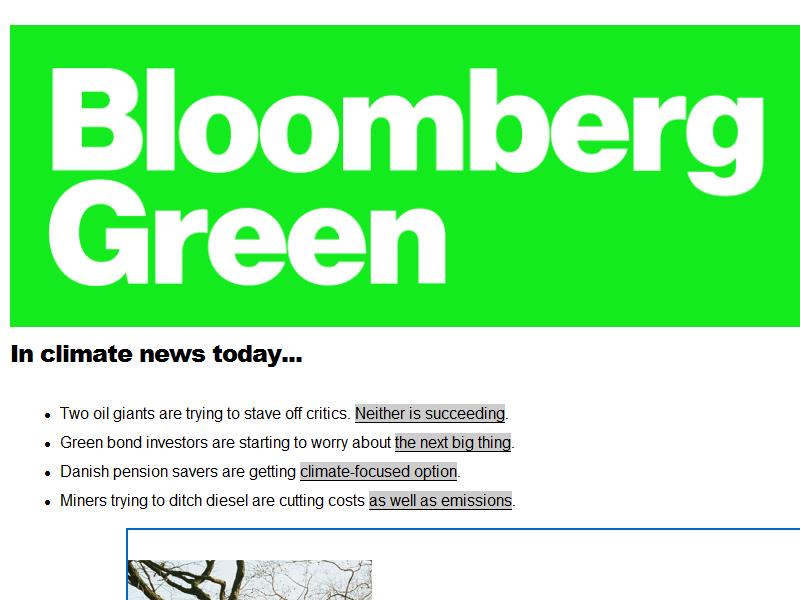 Bloomberg
Green
In climate news today...
Two oil giants are trying to stave off critics. Neither is succeeding.
Green bond investors are starting to worry about the next big thing.
Danish pension savers are getting climate-focused option.
Miners trying to ditch diesel are cutting costs as well as emissions.